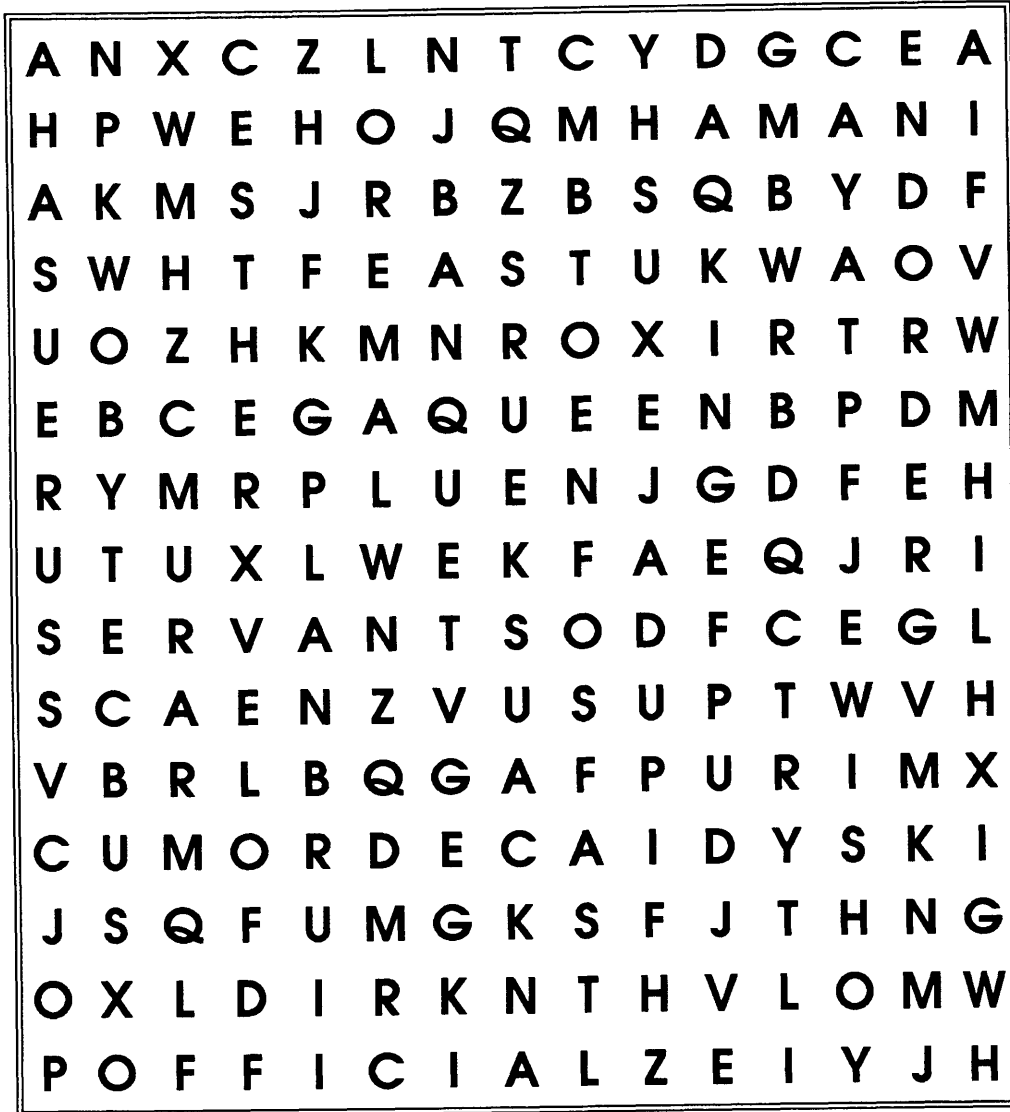 A N X C Z L N T C Y D G C E A
H P W E H O J Q M H A M A N I
A K M S J R B Z B S Q B Y D F
S W H T F E A S T U K W A O V
U O Z H K M N R O X I R T R W
E B C E G A Q U E E N B P D M
R Y M R P L U E N J G D F E H
U T U X L W E K F A E Q J R I
S E R V A N T S O D F C E G L
S C A E N Z V U S U P T W V H
V B R L B Q G A F P U R I M X
C U M O R D E C A I D Y S K I
J S Q F U M G K S F J T H N G
O X L D I R K N T H V L O M W
P O F F I C I A L Z E I Y J H